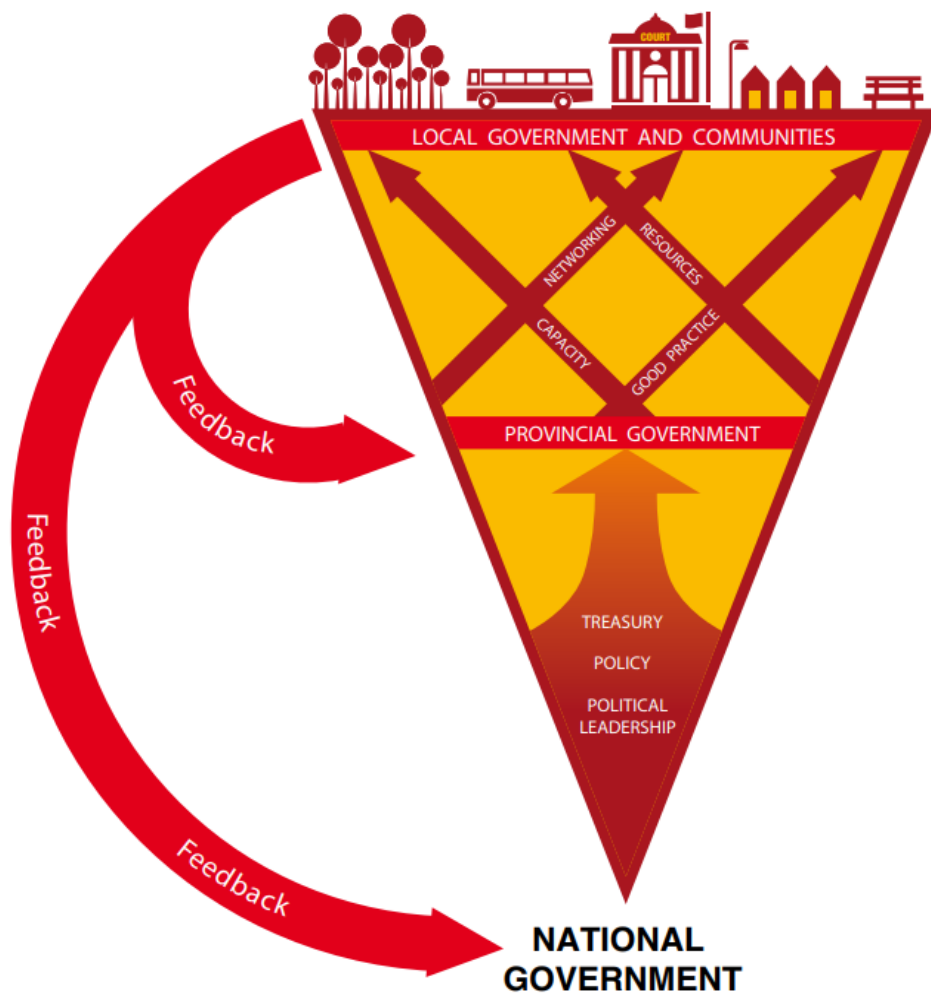 COURT
LOCAL GOVERNMENT AND COMMUNITIES
NETWORKING
RESOURCES
CAPACITY
GOOD PRACTICE
Feedback
PROVINCIAL GOVERNMENT
Feedback
TREASURY
POLICY
POLITICAL
LEADERSHIP
Feedback
NATIONAL
GOVERNMENT